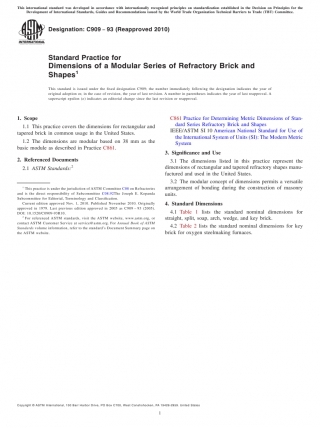 This international standard was developed in accordance with internationally recognized principles on standardization established in the Decision on Principles for the
Development of International Standards, Guides and Recommendations issued by the World Trade Organization Technical Barriers to Trade (TBT) Committee.
Designation: C909 – 93 (Reapproved 2010)
Standard Practice for
Dimensions of a Modular Series of Refractory Brick and
Shapes1
This standard is issued under the fixed designation C909; the number immediately following the designation indicates the year of
original adoption or, in the case of revision, the year of last revision. A number in parentheses indicates the year of last reapproval. A
superscript epsilon (ε) indicates an editorial change since the last revision or reapproval.
1. Scope
1.1 This practice covers the dimensions for rectangular and
tapered brick in common usage in the United States.
1.2 The dimensions are modular based on 38 mm as the
basic module as described in Practice C861.
2. Referenced Documents
2.1 ASTM Standards:2
1 This practice is under the jurisdiction of ASTM Committee C08 on Refractories
and is the direct responsibility of Subcommittee C08.92
Subcommittee for Editorial, Terminology and Classification.
Current edition approved Nov. 1, 2010. Published November 2010. Originally
approved in 1979. Last previous edition approved in 2005 as C909 – 93 (2005).
DOI: 10.1520/C0909-93R10.
2 For referenced ASTM standards, visit the ASTM website, www.astm.org, or
contact ASTM Customer Service at service@astm.org. For Annual Book of ASTM
Standards volume information, refer to the standard's Document Summary page on
the ASTM website.
C861 Practice for Determining Metric Dimensions of Stan-
dard Series Refractory Brick and Shapes
IEEE/ASTM SI 10 American National Standard for Use of
the International System of Units (SI): The Modern Metric
System
3. Significance and Use
3.1 The dimensions listed in this practice represent the
dimensions of rectangular and tapered refractory shapes manu-
factured and used in the United States.
3.2 The modular concept of dimensions permits a versatile
arrangement of bonding during the construction of masonry
units.
4. Standard Dimensions
4.1 Table 1 lists the standard nominal dimensions for
straight, split, soap, arch, wedge, and key brick.
4.2 Table 2 lists the standard nominal dimensions for key
brick for oxygen steelmaking furnaces.
Copyright © ASTM International, 100 Barr Harbor Drive, PO Box C700, West Conshohocken, PA 19428-2959. United States
1